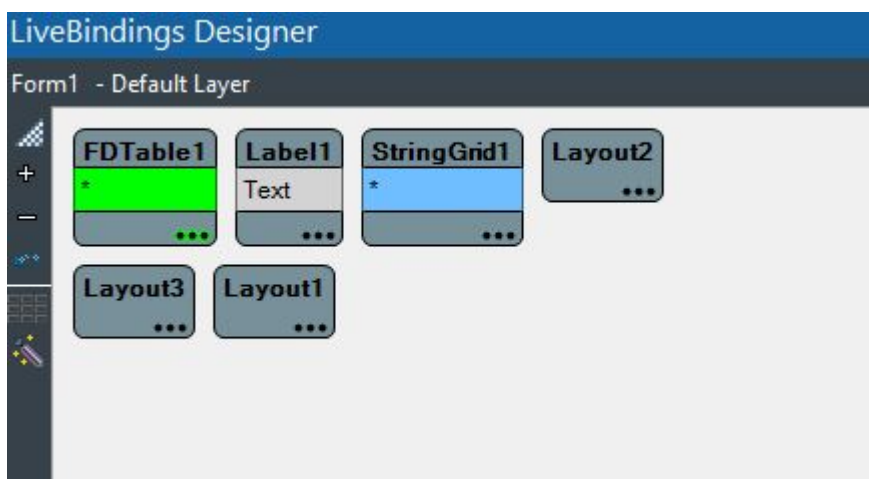 LiveBindings Designer
Form1 - Default Layer
FDTable1 Label1 StringGrid1 Layout2
* Text *
Layout3 Layout1